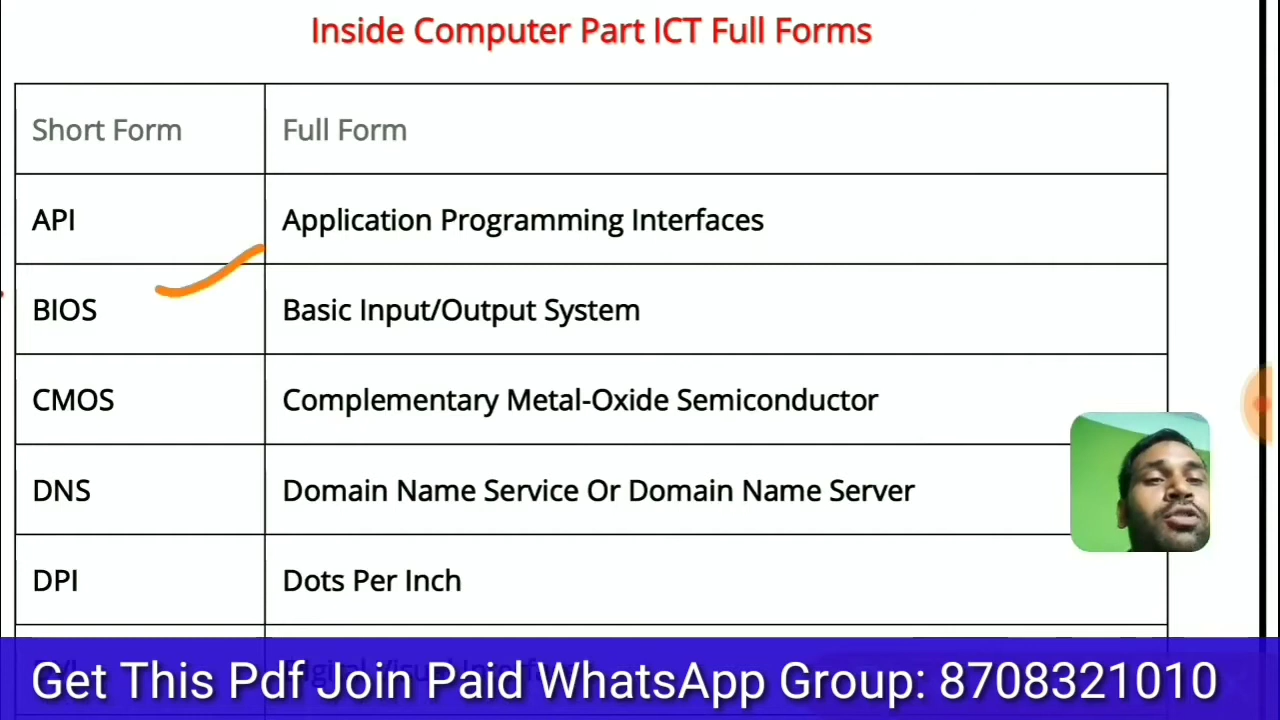 Inside Computer Part ICT Full Forms
Short Form Full Form
API Application Programming Interfaces
BIOS Basic Input/Output System
CMOS Complementary Metal-Oxide Semiconductor
DNS Domain Name Service Or Domain Name Server
DPI Dots Per Inch
Get This Pdf Join Paid WhatsApp Group: 8708321010